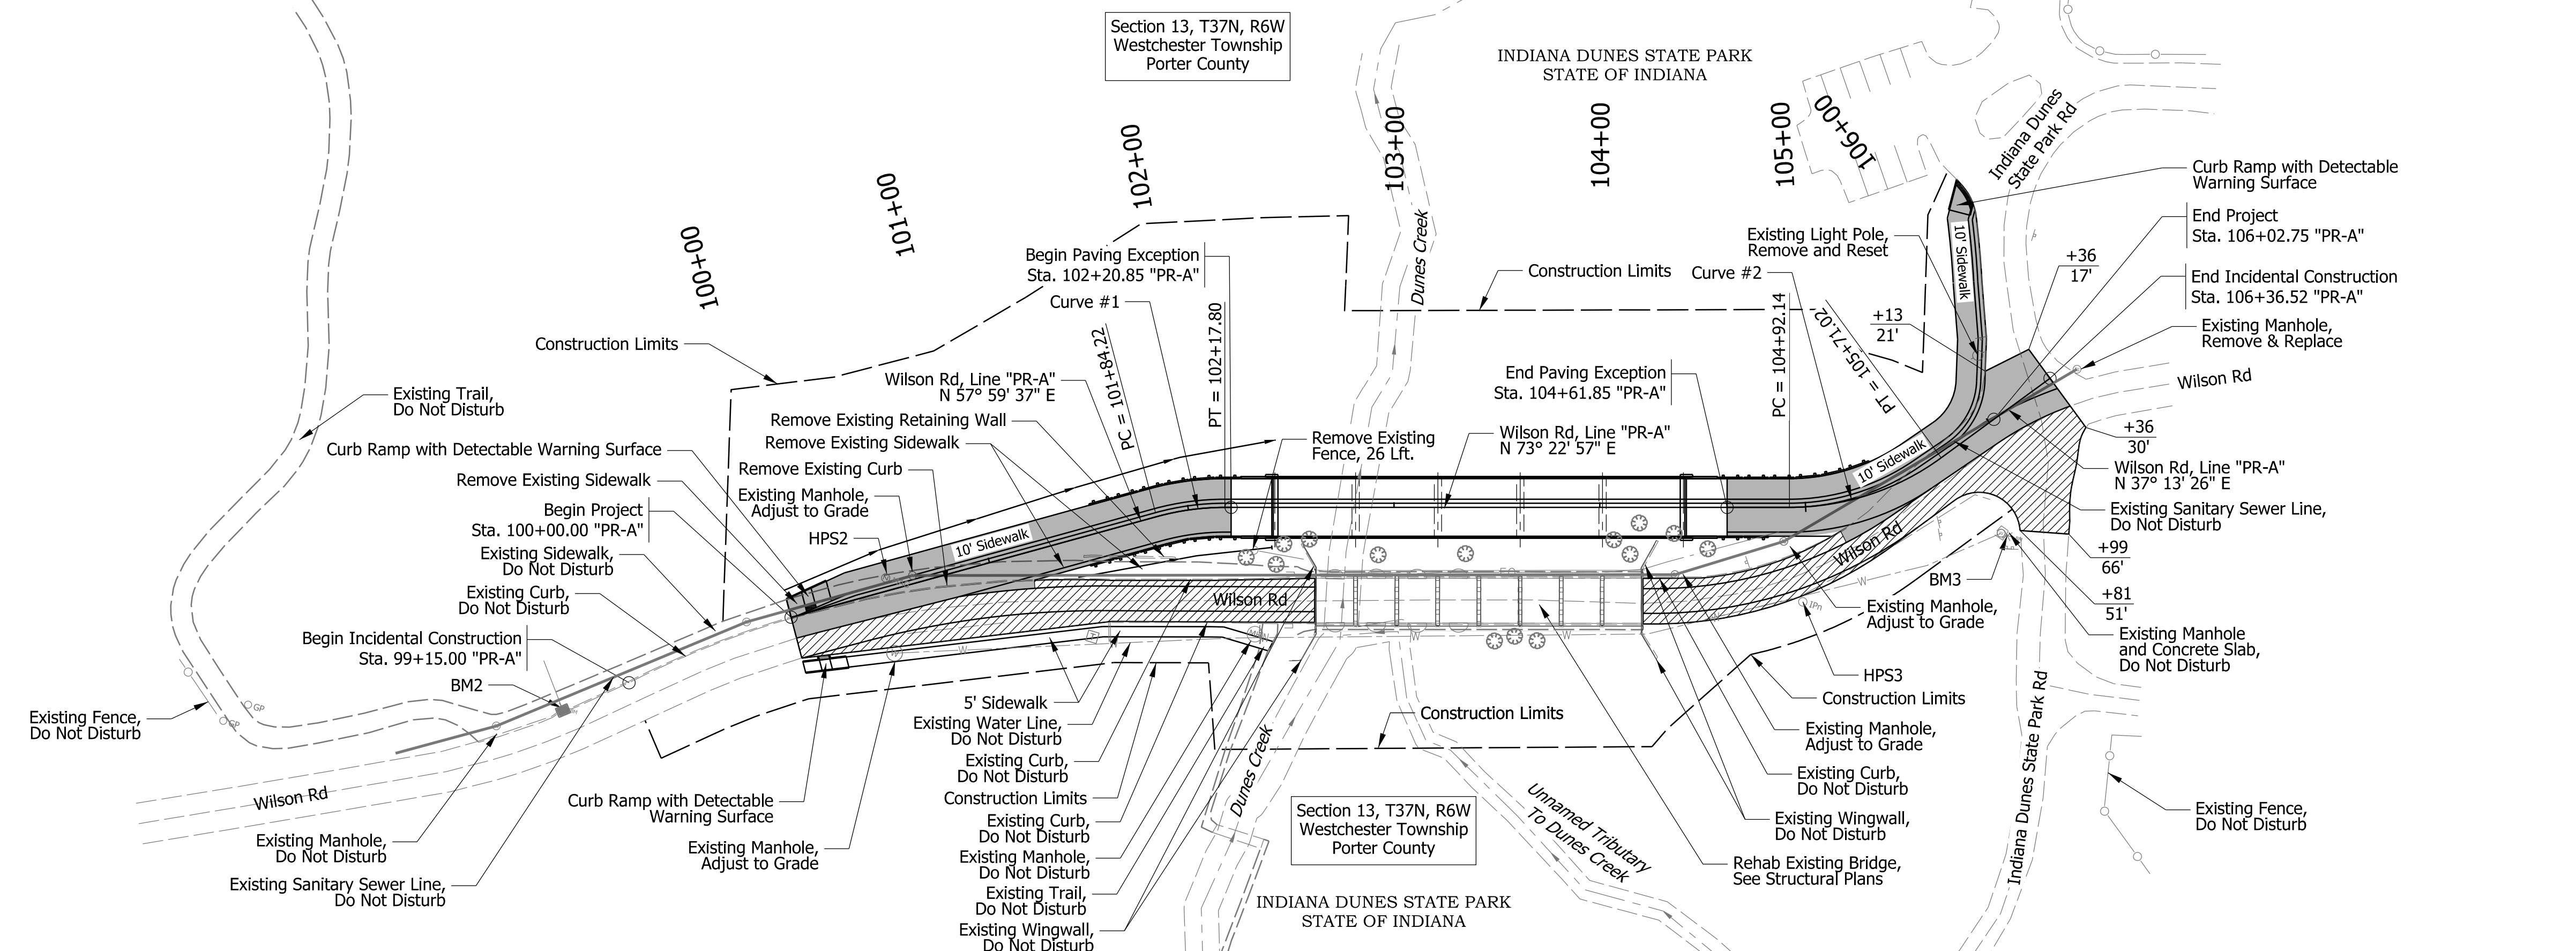 Section 13, T37N, R6W
Westchester Township
Porter County
INDIANA DUNES STATE PARK
STATE OF INDIANA
100+00
101+00
102+00
103+00
104+00
105+00
106+00
Indiana Dunes
State Park Rd
Dunes Creek
Curb Ramp with Detectable
Warning Surface
End Project
Sta. 106+02.75 "PR-A"
End Incidental Construction
Sta. 106+36.52 "PR-A"
Existing Manhole,
Remove & Replace
Wilson Rd
+36
17'
+13
21'
Existing Light Pole,
Remove and Reset
10' Sidewalk
Construction Limits
Curve #2
PC = 104+92.14
PT = 105+71.02
Begin Paving Exception
Sta. 102+20.85 "PR-A"
Curve #1
PC = 101+84.22
PT = 102+17.80
Construction Limits
Wilson Rd, Line "PR-A"
N 57° 59' 37" E
Remove Existing Retaining Wall
Remove Existing Sidewalk
Remove Existing Curb
Existing Manhole,
Adjust to Grade
HPS2
10' Sidewalk
Existing Trail,
Do Not Disturb
Curb Ramp with Detectable Warning Surface
Remove Existing Sidewalk
Begin Project
Sta. 100+00.00 "PR-A"
Existing Sidewalk,
Do Not Disturb
Existing Curb,
Do Not Disturb
Begin Incidental Construction
Sta. 99+15.00 "PR-A"
BM2
Existing Fence,
Do Not Disturb
GP
GP
Wilson Rd
Existing Manhole,
Do Not Disturb
Existing Sanitary Sewer Line,
Do Not Disturb
Remove Existing
Fence, 26 Lft.
End Paving Exception
Sta. 104+61.85 "PR-A"
Wilson Rd, Line "PR-A"
N 73° 22' 57" E
10' Sidewalk
Wilson Rd
Wilson Rd
+36
30'
Wilson Rd, Line "PR-A"
N 37° 13' 26" E
Existing Sanitary Sewer Line,
Do Not Disturb
+99
66'
BM3
+81
51'
Existing Manhole,
Adjust to Grade
Existing Manhole
and Concrete Slab,
Do Not Disturb
IPn
W
W
W
W
W
HPS3
Construction Limits
Construction Limits
Existing Manhole,
Adjust to Grade
Existing Curb,
Do Not Disturb
Existing Wingwall,
Do Not Disturb
Rehab Existing Bridge,
See Structural Plans
Indiana Dunes State Park Rd
Existing Fence,
Do Not Disturb
5' Sidewalk
Existing Water Line,
Do Not Disturb
Existing Curb,
Do Not Disturb
Construction Limits
Existing Curb,
Do Not Disturb
Existing Manhole,
Do Not Disturb
Existing Trail,
Do Not Disturb
Existing Wingwall,
Do Not Disturb
Curb Ramp with Detectable
Warning Surface
Existing Manhole,
Adjust to Grade
Dunes Creek
Unnamed Tributary
To Dunes Creek
Section 13, T37N, R6W
Westchester Township
Porter County
INDIANA DUNES STATE PARK
STATE OF INDIANA